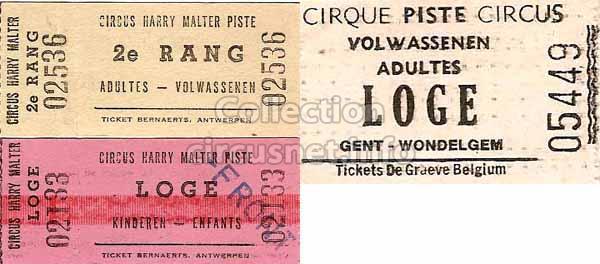 CIRCUS HARRY MALTER
2e RANG
02536
CIRCUS HARRY MALTER PISTE
2e RANG
ADULTES — VOLWASSENEN
TICKET BERNAERTS, ANTWERPEN
02536
CIRCUS HARRY MALTER
LOGE
02133
CIRCUS HARRY MALTER PISTE
LOGE
KINDEREN — ENFANTS
TICKET BERNAERTS, ANTWERPEN
02133
FRONT
CIRQUE PISTE CIRCUS
VOLWASSENEN
ADULTES
LOGE
GENT - WONDELGEM
05449
Tickets De Graeve Belgium
Collection
circusnet.info